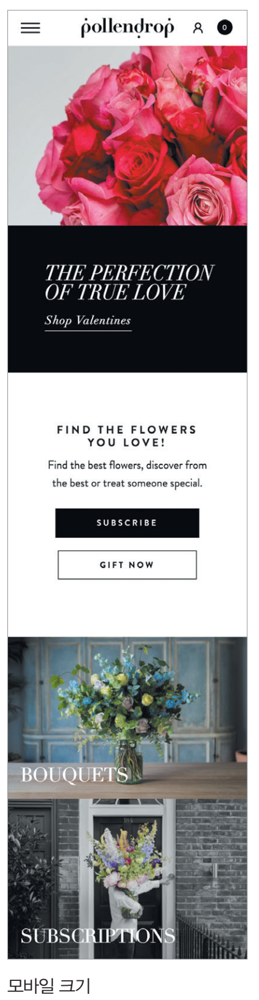 pollendrop
0
THE PERFECTION
OF TRUE LOVE
Shop Valentines
FIND THE FLOWERS
YOU LOVE!
Find the best flowers, discover from
the best or treat someone special.
SUBSCRIBE
GIFT NOW
BOUQUETS
184
SUBSCRIPTIONS
모바일 크기